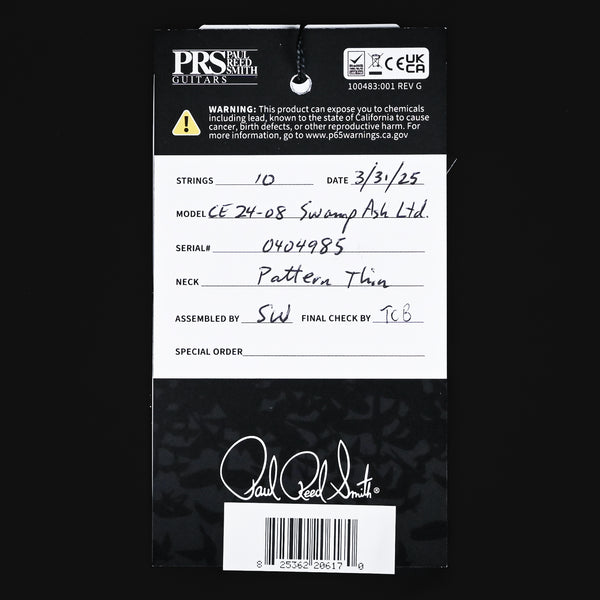 PRS PAUL REED SMITH
GUITARS
UK CA
100483:001 REV G
WARNING: This product can expose you to chemicals
including lead, known to the state of California to cause
cancer, birth defects, or other reproductive harm. For
more information, go to www.p65warnings.ca.gov
STRINGS 10 DATE 3/31/25
MODEL CE 24-08 Swamp Ash Ltd.
SERIAL# 0404985
NECK Pattern Thin
ASSEMBLED BY SW FINAL CHECK BY TCB
SPECIAL ORDER
Paul Reed Smith®
8 25362 20617 0